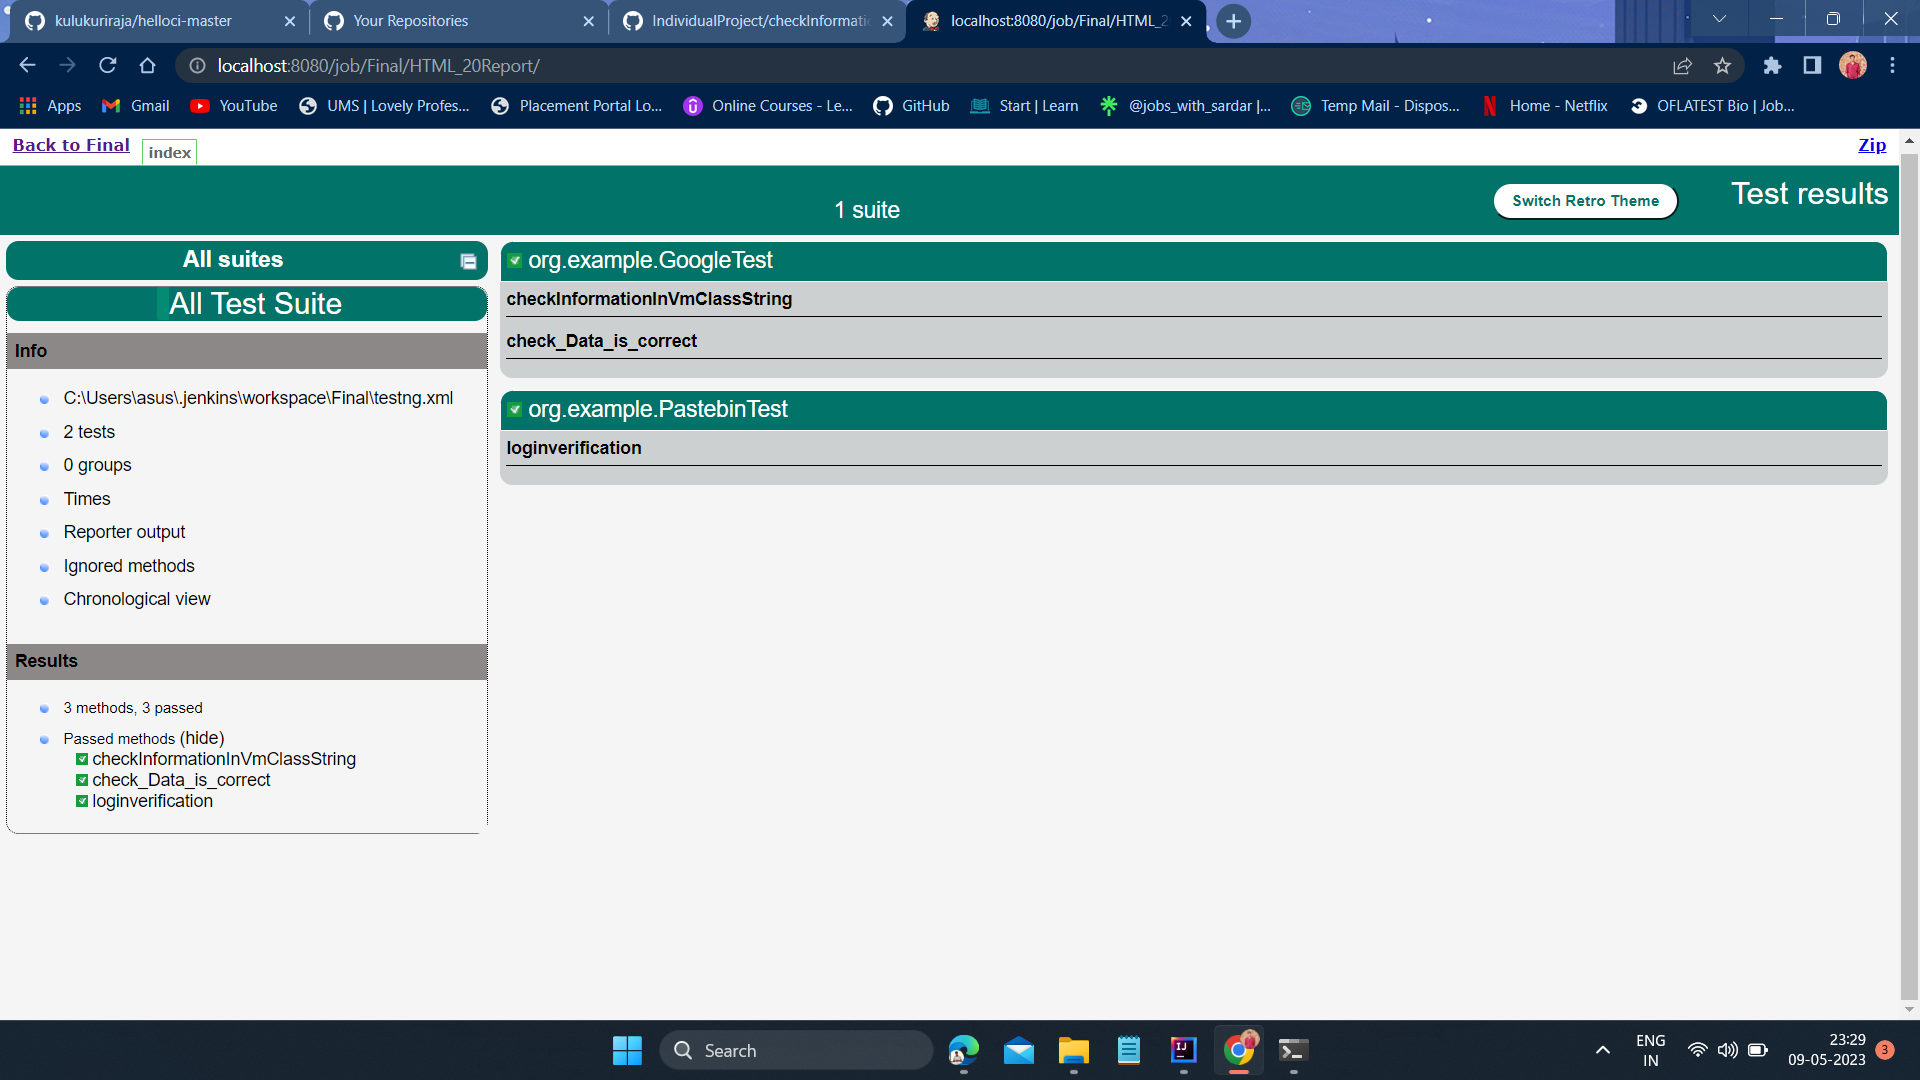 kulukuriraja/helloci-master
Your Repositories
IndividualProject/checkInformatio
localhost:8080/job/Final/HTML_2
localhost:8080/job/Final/HTML_20Report/
Apps
Gmail
YouTube
UMS | Lovely Profes...
Placement Portal Lo...
Online Courses - Le...
GitHub
Start | Learn
@jobs_with_sardar |...
Temp Mail - Dispos...
Home - Netflix
OFLATEST Bio | Job...
Back to Final
index
Zip
1 suite
Switch Retro Theme
Test results
All suites
All Test Suite
Info
C:\Users\asus\.jenkins\workspace\Final\testng.xml
2 tests
0 groups
Times
Reporter output
Ignored methods
Chronological view
Results
3 methods, 3 passed
Passed methods (hide)
checkInformationInVmClassString
check_Data_is_correct
loginverification
org.example.GoogleTest
checkInformationInVmClassString
check_Data_is_correct
org.example.PastebinTest
loginverification
Search
IJ
ENG
IN
23:29
09-05-2023
3